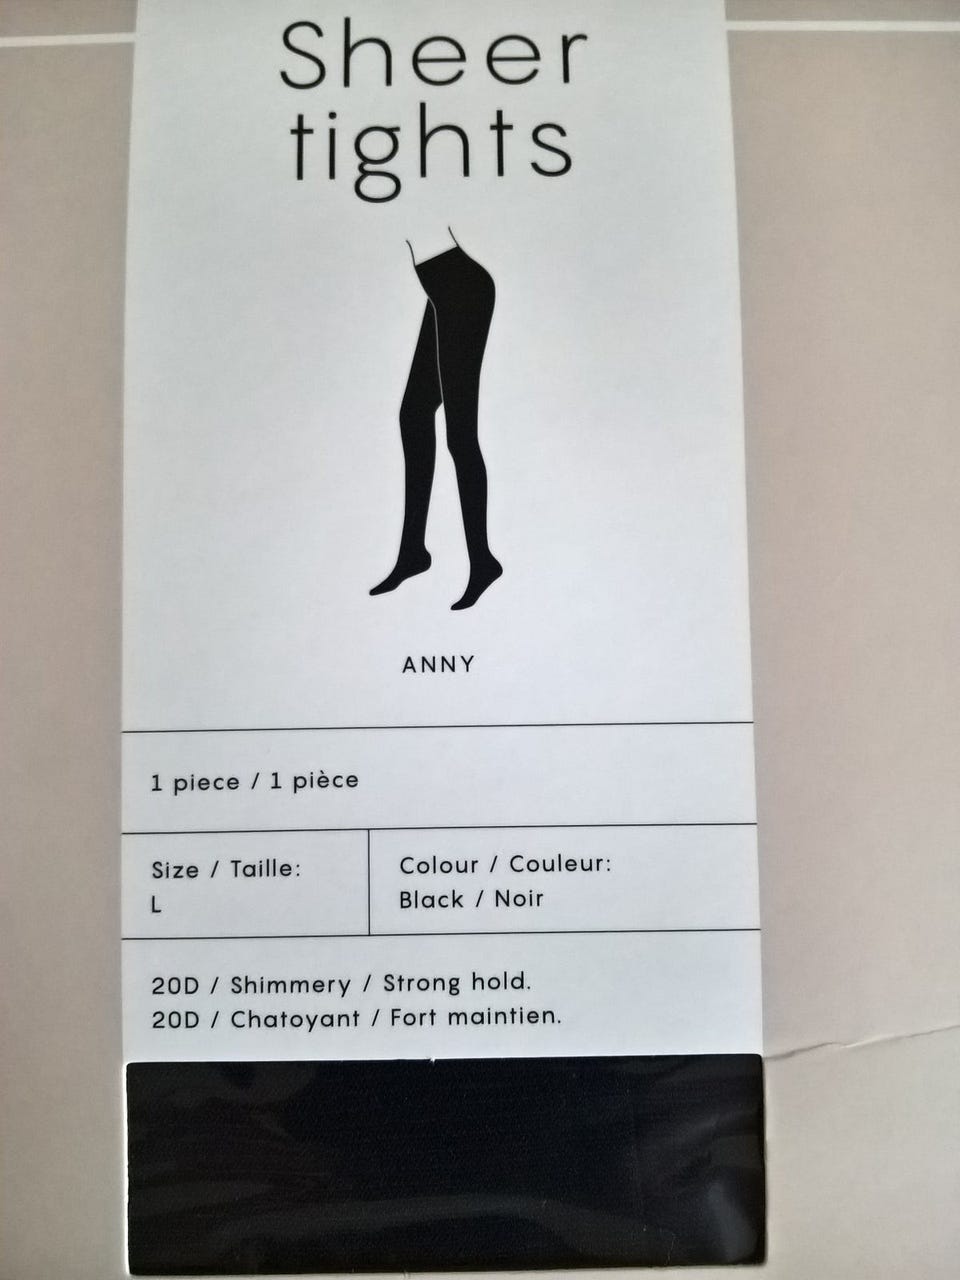 Sheer
tights
ANNY
1 piece / 1 pièce
Size / Taille:
L
Colour / Couleur:
Black / Noir
20D / Shimmery / Strong hold.
20D / Chatoyant / Fort maintien.